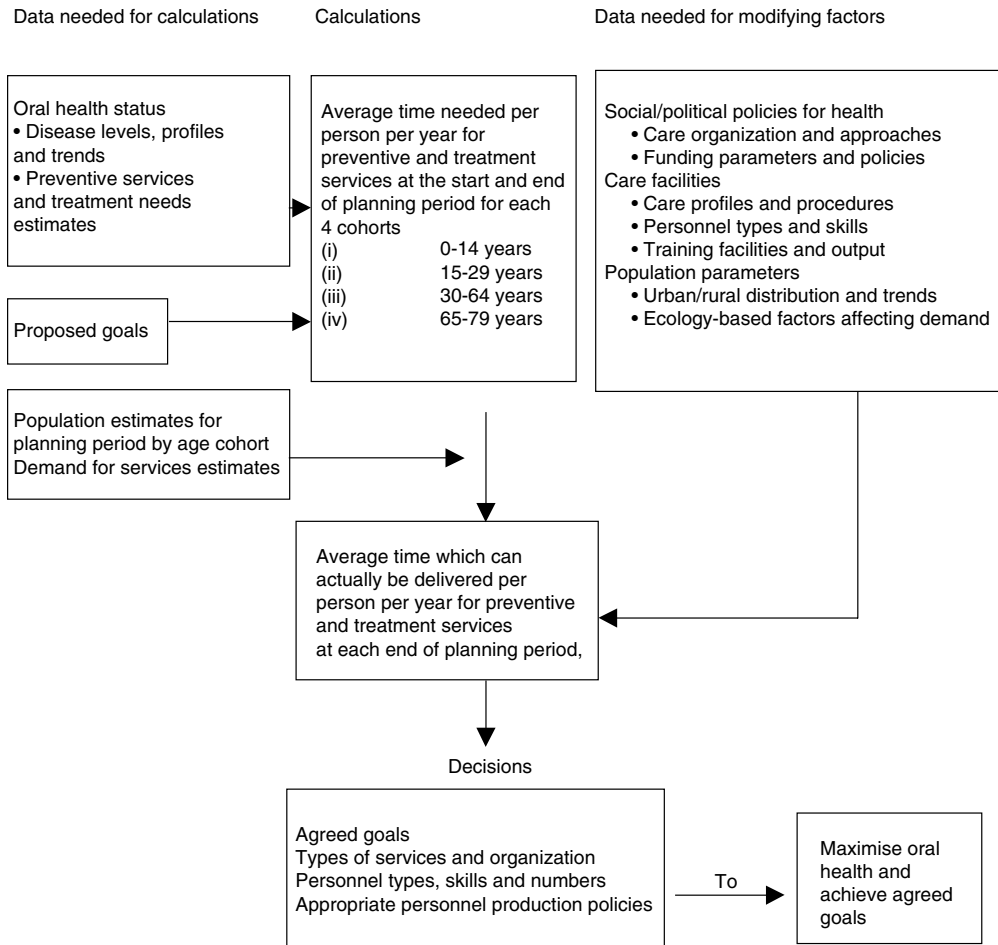 Data needed for calculations
Calculations
Data needed for modifying factors
Oral health status
• Disease levels, profiles
and trends
• Preventive services
and treatment needs
estimates
Proposed goals
Population estimates for
planning period by age cohort
Demand for services estimates
Average time needed per
person per year for
preventive and treatment
services at the start and end
of planning period for each
4 cohorts
(i) 0-14 years
(ii) 15-29 years
(iii) 30-64 years
(iv) 65-79 years
Social/political policies for health
• Care organization and approaches
• Funding parameters and policies
Care facilities
• Care profiles and procedures
• Personnel types and skills
• Training facilities and output
Population parameters
• Urban/rural distribution and trends
• Ecology-based factors affecting demand
Average time which can
actually be delivered per
person per year for preventive
and treatment services
at each end of planning period,
Decisions
Agreed goals
Types of services and organization
Personnel types, skills and numbers
Appropriate personnel production policies
To
Maximise oral
health and
achieve agreed
goals